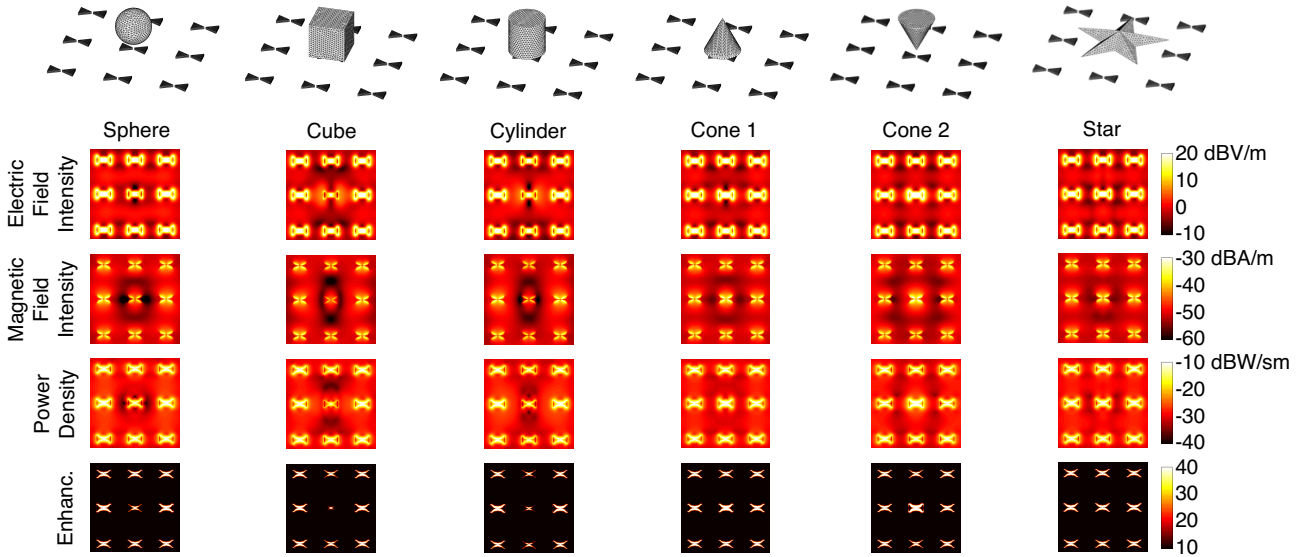 Sphere Cube Cylinder Cone 1 Cone 2 Star
Electric
Field
Intensity
20 dBV/m
10
0
-10
Magnetic
Field
Intensity
-30 dBA/m
-40
-50
-60
Power
Density
-10 dBW/sm
-20
-30
-40
Enhanc.
40
30
20
10